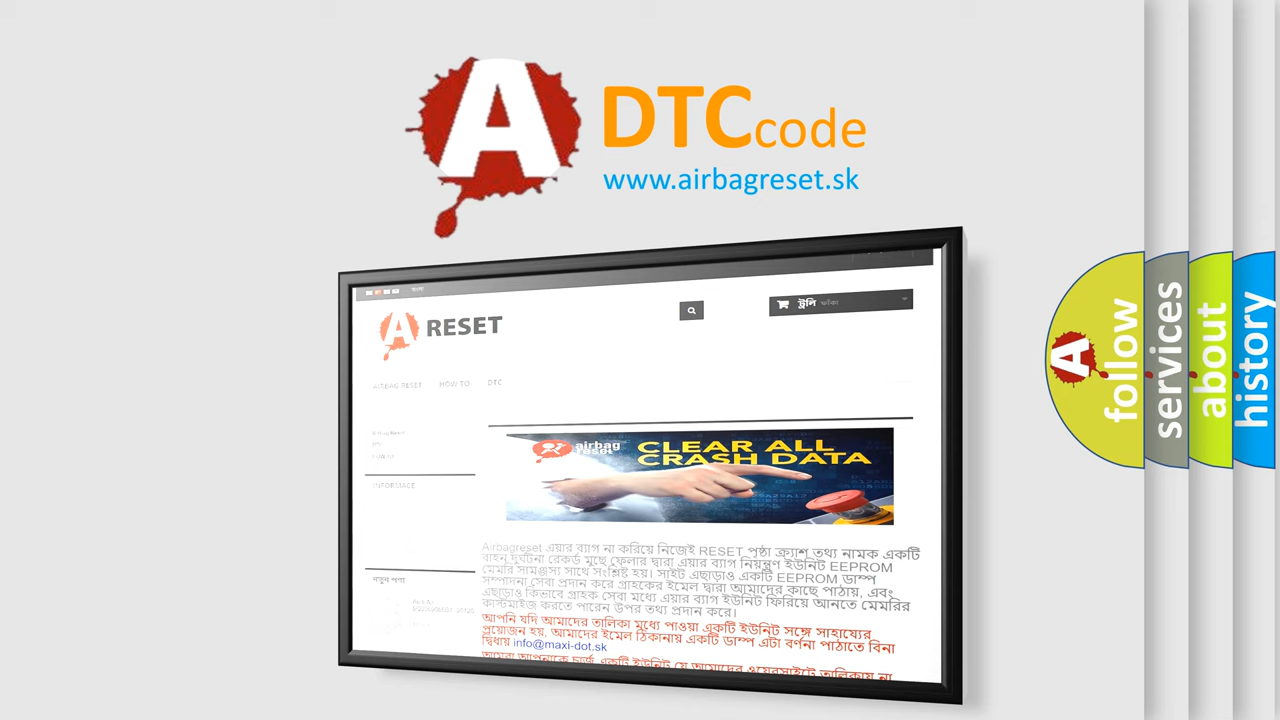 A DTC code
www.airbagreset.sk
বাংলা
ট্রলি ফাঁকা
A RESET
AIRBAG RESET HOW TO DTC
airbag reset
CLEAR ALL
CRASH DATA
INFORMACE
Airbagreset এয়ার ব্যাগ না করিয়ে নিজেই RESET পৃষ্ঠা ক্র্যাশ তথ্য নামক একটি
বাহন দুর্ঘটনা রেকর্ড মুছে ফেলার দ্বারা এয়ার ব্যাগ নিয়ন্ত্রণ ইউনিট EEPROM
মেমরি সামঞ্জস্য সাথে সংশ্লিষ্ট হয়। সাইট এছাড়াও একটি EEPROM ডাম্প
সম্পাদনা সেবা প্রদান করে গ্রাহকের ইমেল দ্বারা আমাদের কাছে পাঠায়, এবং
এছাড়াও কিভাবে গ্রাহক সেবা মধ্যে এয়ার ব্যাগ ইউনিট ফিরিয়ে আনতে মেমরির
কাস্টমাইজ করতে পারেন উপর তথ্য প্রদান করে।
নতুন পণ্য
আপনি যদি আমাদের তালিকা মধ্যে পাওয়া একটি ইউনিট সঙ্গে সাহায্যের
প্রয়োজন হয়, আমাদের ইমেল ঠিকানায় একটি ডাম্প এটা বর্ণনা পাঠাতে বিনা
দ্বিধায় info@maxi-dot.sk
follow
services
about
history